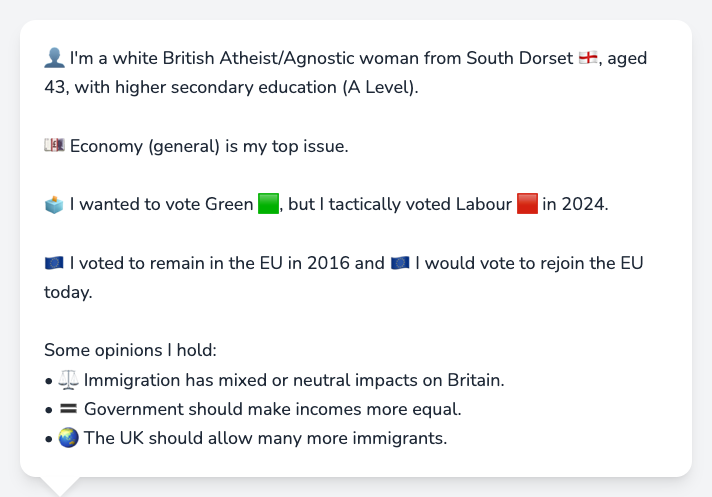 👤 I'm a white British Atheist/Agnostic woman from South Dorset 🏴󠁧󠁢󠁥󠁮󠁧󠁿, aged
43, with higher secondary education (A Level).
💷 Economy (general) is my top issue.
🗳️ I wanted to vote Green 🟩, but I tactically voted Labour 🟥 in 2024.
🇪🇺 I voted to remain in the EU in 2016 and 🇪🇺 I would vote to rejoin the EU
today.
Some opinions I hold:
• ⚖️ Immigration has mixed or neutral impacts on Britain.
• 🟰 Government should make incomes more equal.
• 🌏 The UK should allow many more immigrants.